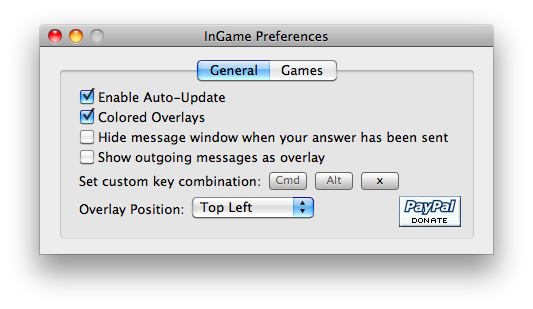 InGame Preferences
General Games
Enable Auto-Update
Colored Overlays
Hide message window when your answer has been sent
Show outgoing messages as overlay
Set custom key combination: Cmd Alt x
Overlay Position: Top Left
PayPal
DONATE